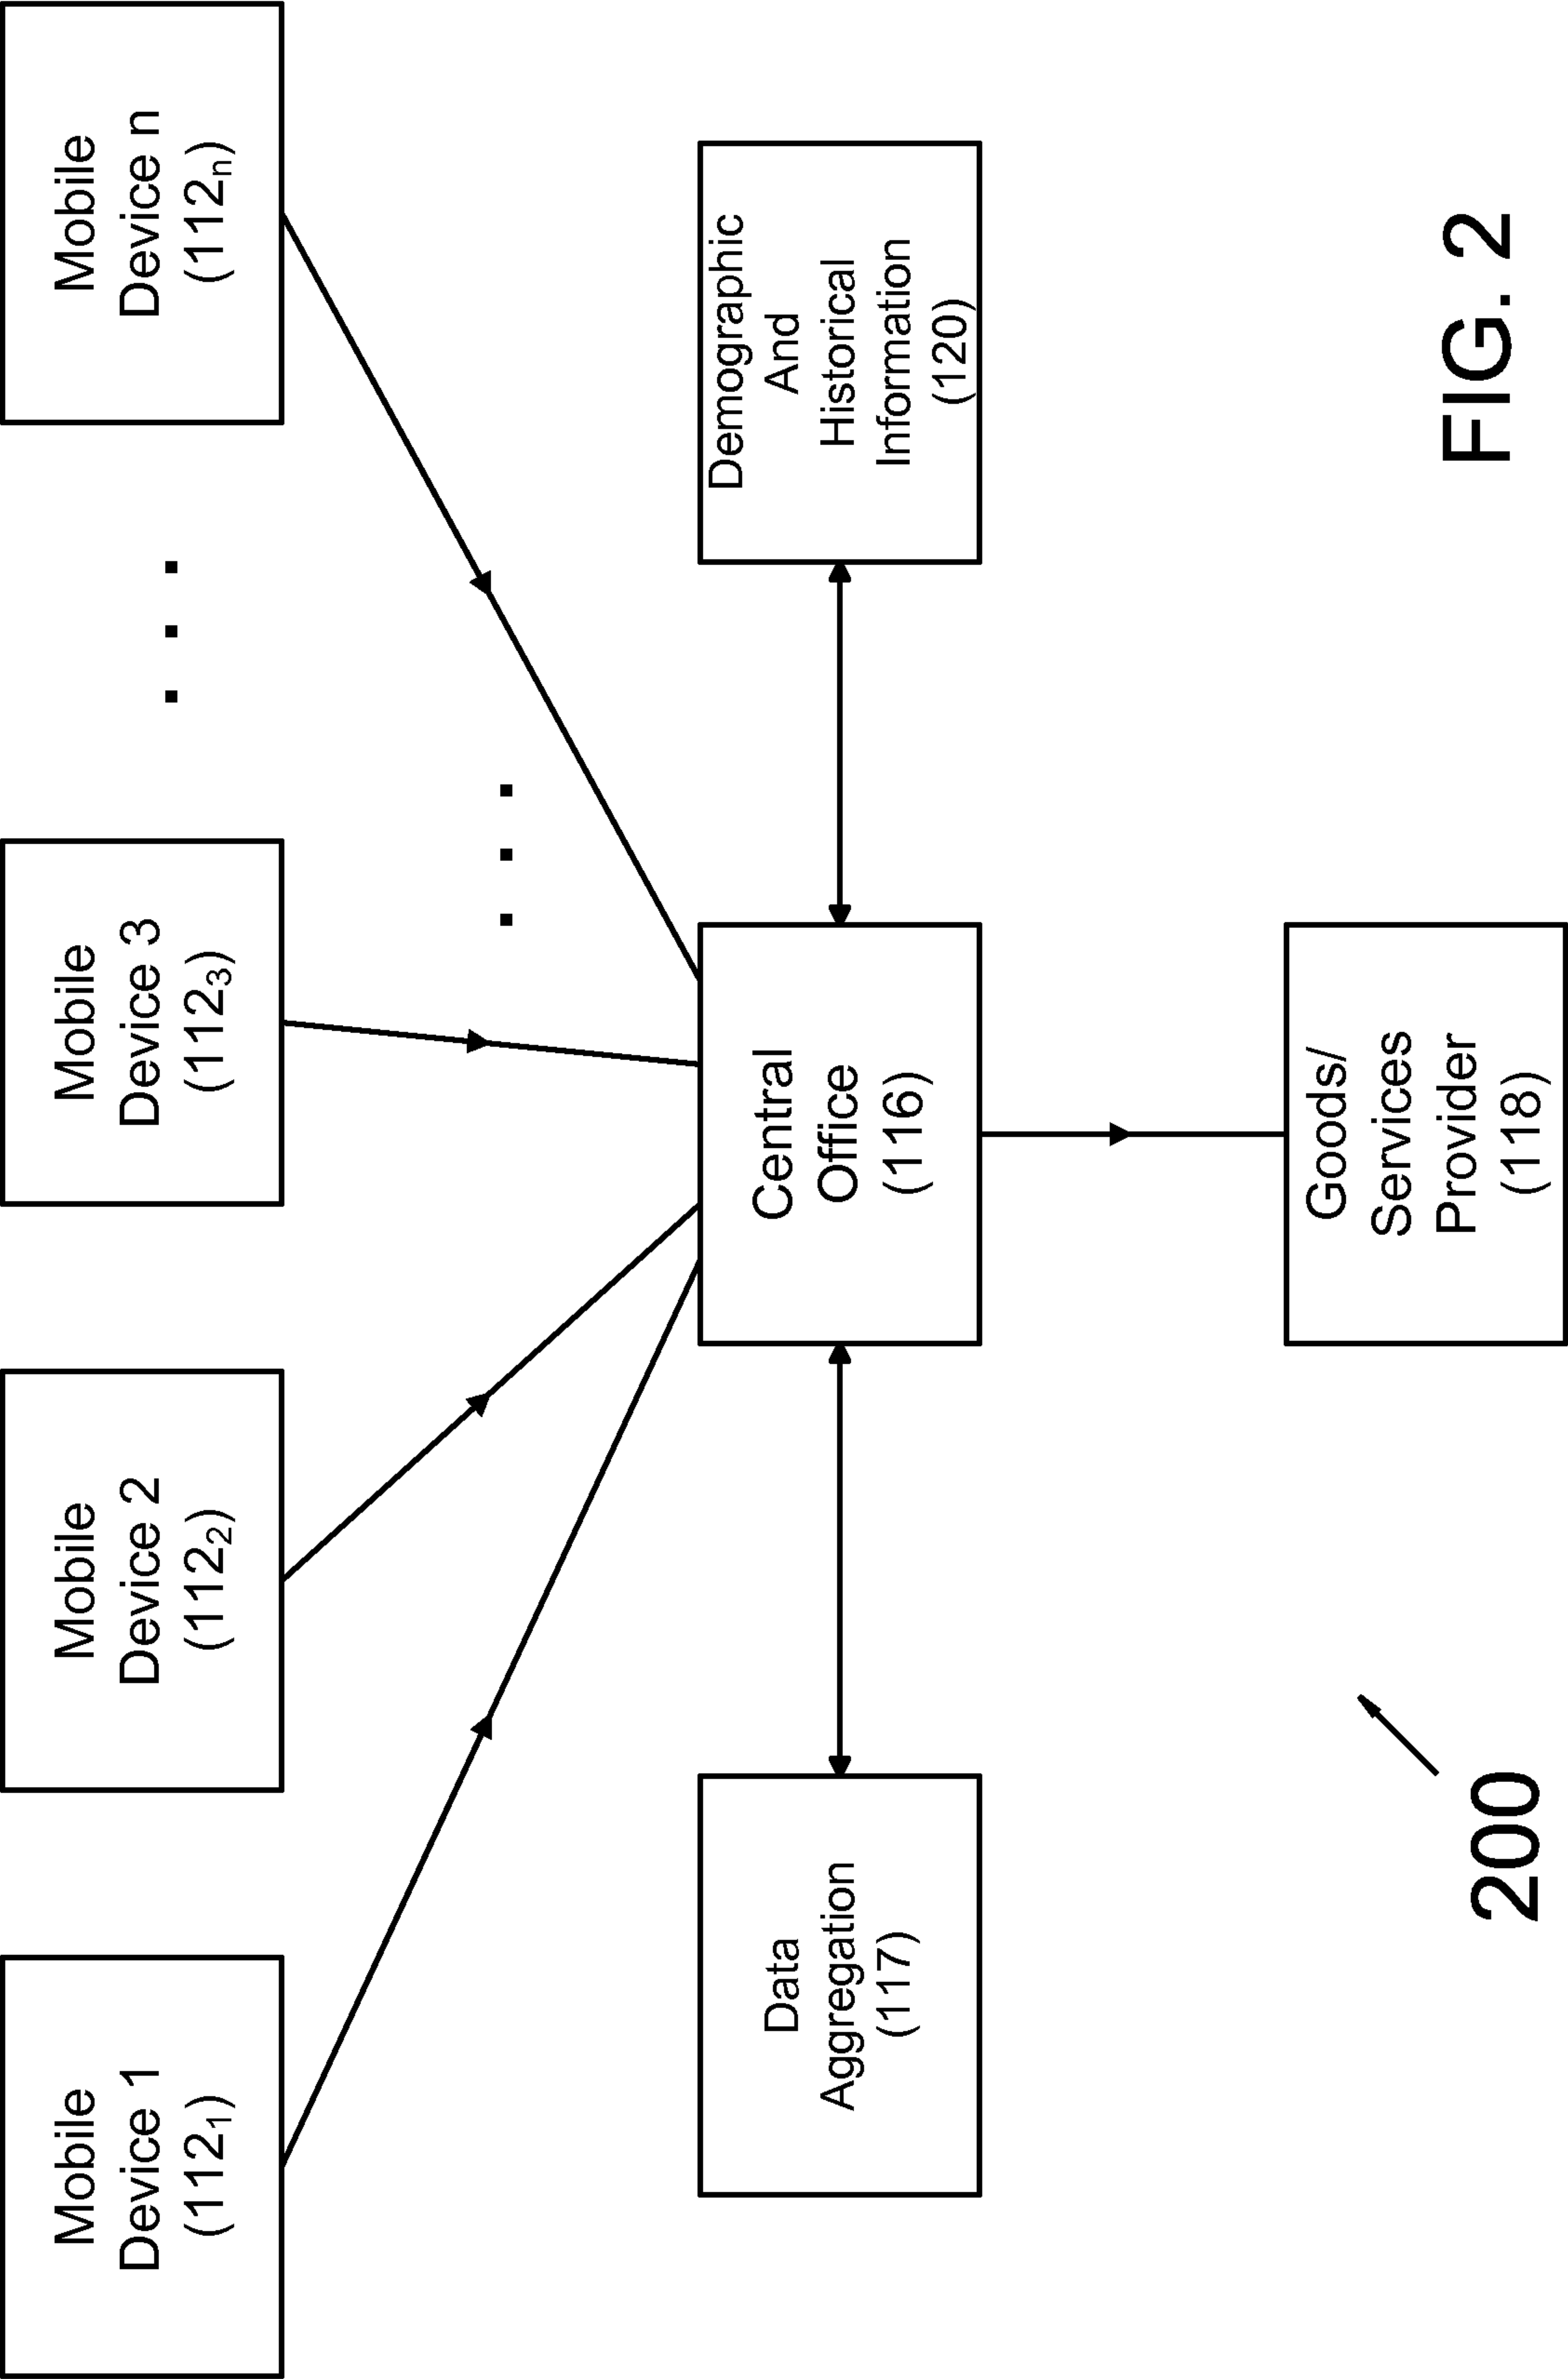 Mobile
Device 1
(112₁)
Mobile
Device 2
(112₂)
Mobile
Device 3
(112₃)
. . .
Mobile
Device n
(112ₙ)
. . .
Data
Aggregation
(117)
Central
Office
(116)
Demographic
And
Historical
Information
(120)
Goods/
Services
Provider
(118)
200
FIG. 2